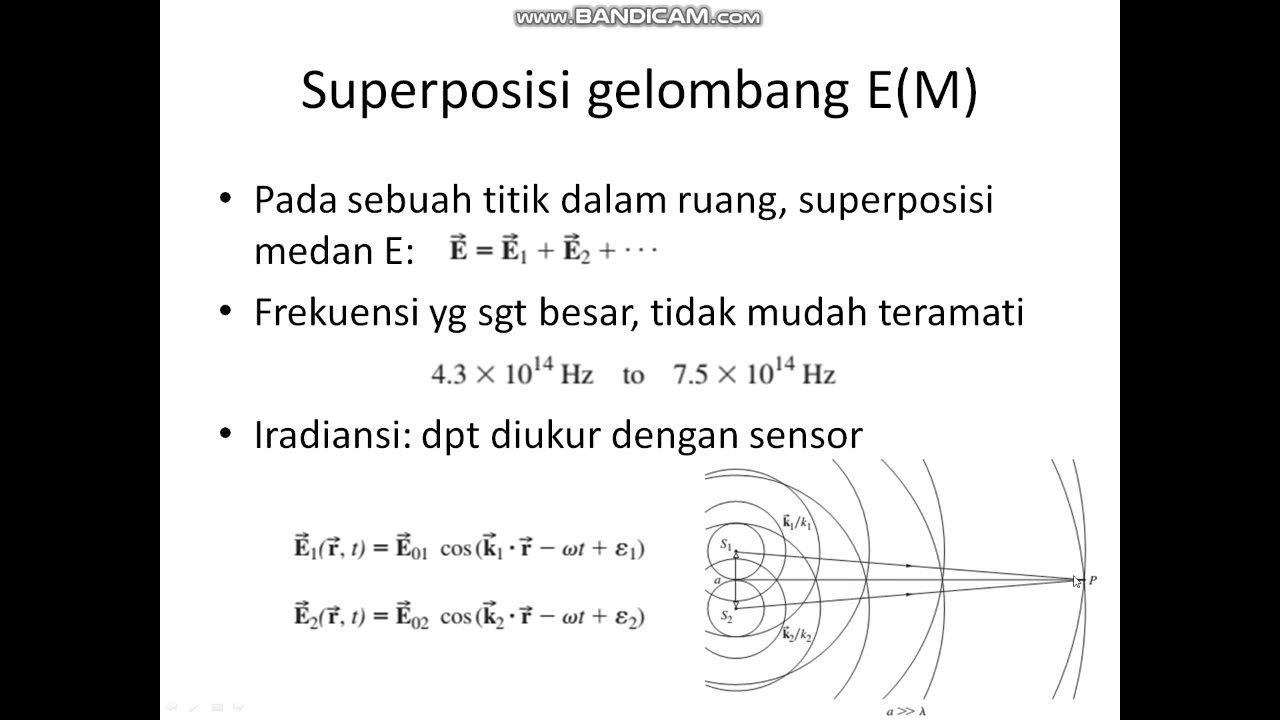 www.BANDICAM.com
Superposisi gelombang E(M)
• Pada sebuah titik dalam ruang, superposisi
medan E: E⃗ = E⃗₁ + E⃗₂ + ···
• Frekuensi yg sgt besar, tidak mudah teramati
4.3 × 10¹⁴ Hz to 7.5 × 10¹⁴ Hz
• Iradiansi: dpt diukur dengan sensor
E⃗₁(r⃗, t) = E⃗₀₁ cos (k⃗₁ · r⃗ − ωt + ε₁)
E⃗₂(r⃗, t) = E⃗₀₂ cos (k⃗₂ · r⃗ − ωt + ε₂)
k⃗₁/k₁
S₁
a
P
S₂
k⃗₂/k₂
a >> λ